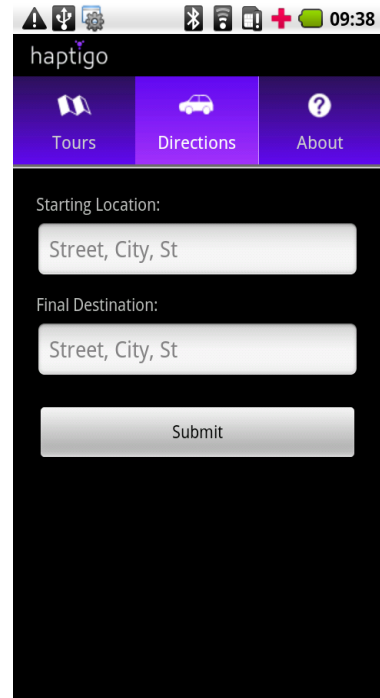 09:38
haptigo
Tours Directions About
Starting Location:
Street, City, St
Final Destination:
Street, City, St
Submit